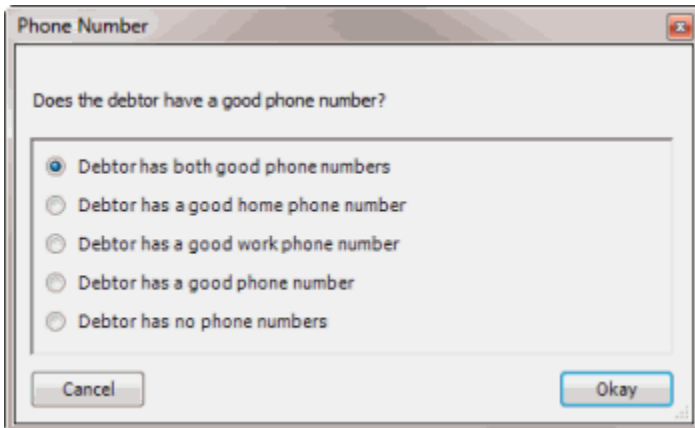 Phone Number
Does the debtor have a good phone number?
Debtor has both good phone numbers
Debtor has a good home phone number
Debtor has a good work phone number
Debtor has a good phone number
Debtor has no phone numbers
Cancel
Okay